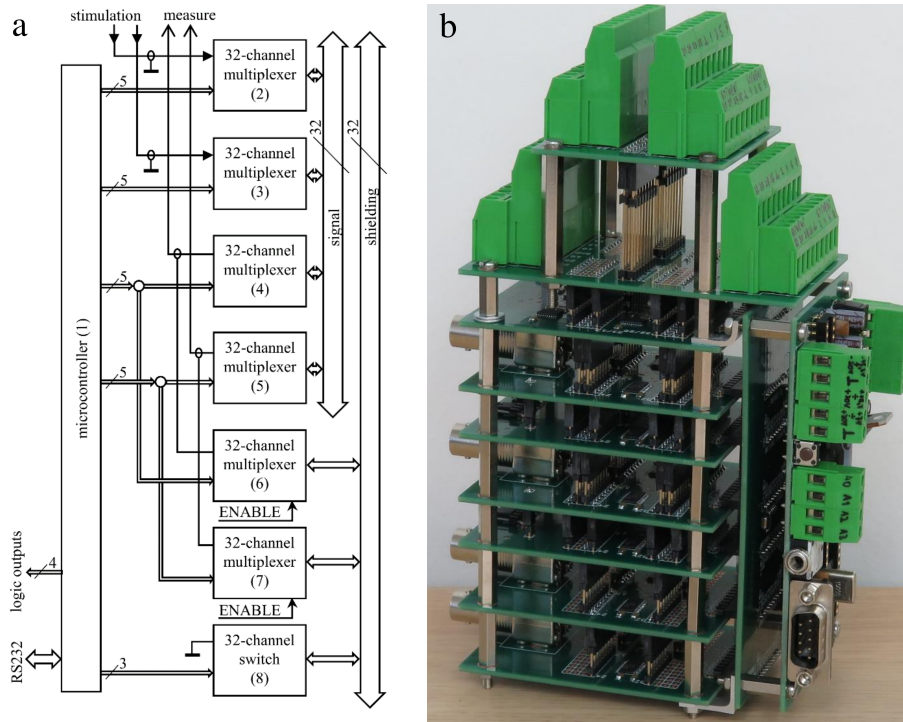 a
stimulation
measure
b
32-channel
multiplexer
(2)
5
32-channel
multiplexer
(3)
5
32
32
signal
shielding
32-channel
multiplexer
(4)
5
32-channel
multiplexer
(5)
5
microcontroller (1)
32-channel
multiplexer
(6)
ENABLE
32-channel
multiplexer
(7)
ENABLE
logic outputs
4
RS232
32-channel
switch
(8)
3